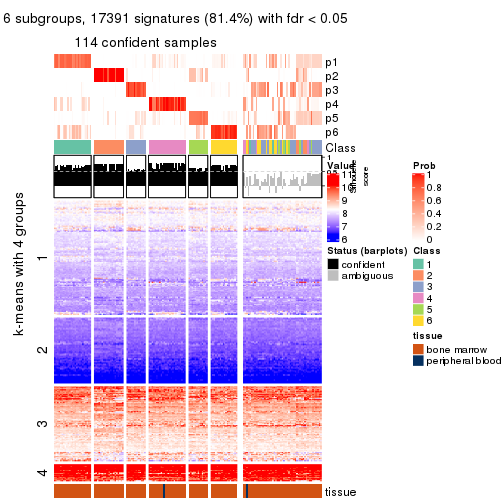 6 subgroups, 17391 signatures (81.4%) with fdr < 0.05
114 confident samples
p1
p2
p3
p4
p5
p6
Class
k-means with 4 groups
1
2
3
4
tissue
Value
11
10
9
8
7
6
1
Silhouette
score
Status (barplots)
confident
ambiguous
Prob
1
0.8
0.6
0.4
0.2
0
Class
1
2
3
4
5
6
tissue
bone marrow
peripheral blood